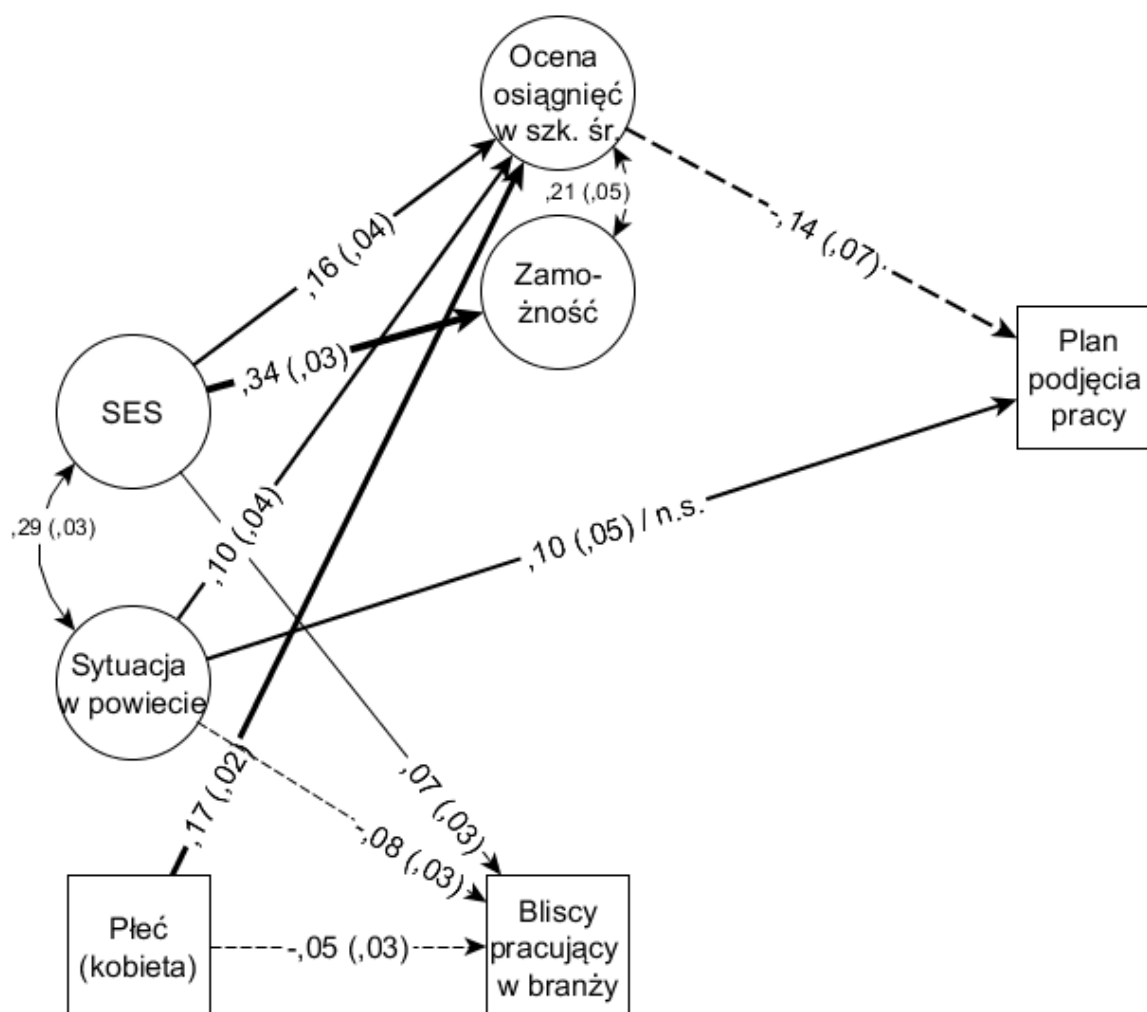 Ocena
osiągnięć
w szk. śr.
,21 (,05)
-,14 (,07)
,16 (,04)
Zamo-
żność
,34 (,03)
Plan
podjęcia
pracy
SES
,29 (,03)
,10 (,04)
,10 (,05) / n.s.
Sytuacja
w powiecie
,17 (,02)
,07 (,03)
-,08 (,03)
Płeć
(kobieta)
-,05 (,03)
Bliscy
pracujący
w branży